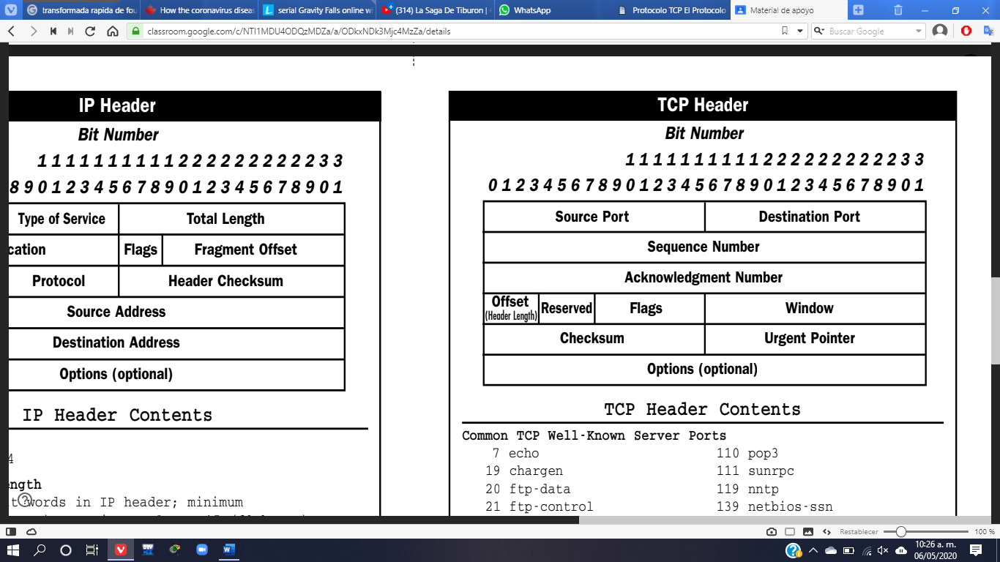 transformada rapida de fou
How the coronavirus diseas
serial Gravity Falls online w
(314) La Saga De Tiburon |
WhatsApp
Protocolo TCP El Protocolo
Material de apoyo
classroom.google.com/c/NTI1MDU4ODQzMDZa/a/ODkxNDk3Mjc4MzZa/details
Buscar Google
IP Header
Bit Number
1 1 1 1 1 1 1 1 1 1 2 2 2 2 2 2 2 2 2 2 3 3
8 9 0 1 2 3 4 5 6 7 8 9 0 1 2 3 4 5 6 7 8 9 0 1
Type of Service Total Length
cation Flags Fragment Offset
Protocol Header Checksum
Source Address
Destination Address
Options (optional)
IP Header Contents
4
ength
t words in IP header; minimum
TCP Header
Bit Number
1 1 1 1 1 1 1 1 1 1 2 2 2 2 2 2 2 2 2 2 3 3
0 1 2 3 4 5 6 7 8 9 0 1 2 3 4 5 6 7 8 9 0 1 2 3 4 5 6 7 8 9 0 1
Source Port Destination Port
Sequence Number
Acknowledgment Number
Offset (Header Length) Reserved Flags Window
Checksum Urgent Pointer
Options (optional)
TCP Header Contents
Common TCP Well-Known Server Ports
7 echo 110 pop3
19 chargen 111 sunrpc
20 ftp-data 119 nntp
21 ftp-control 139 netbios-ssn
Restablecer 100 %
DEV
10:26 a. m.
06/05/2020